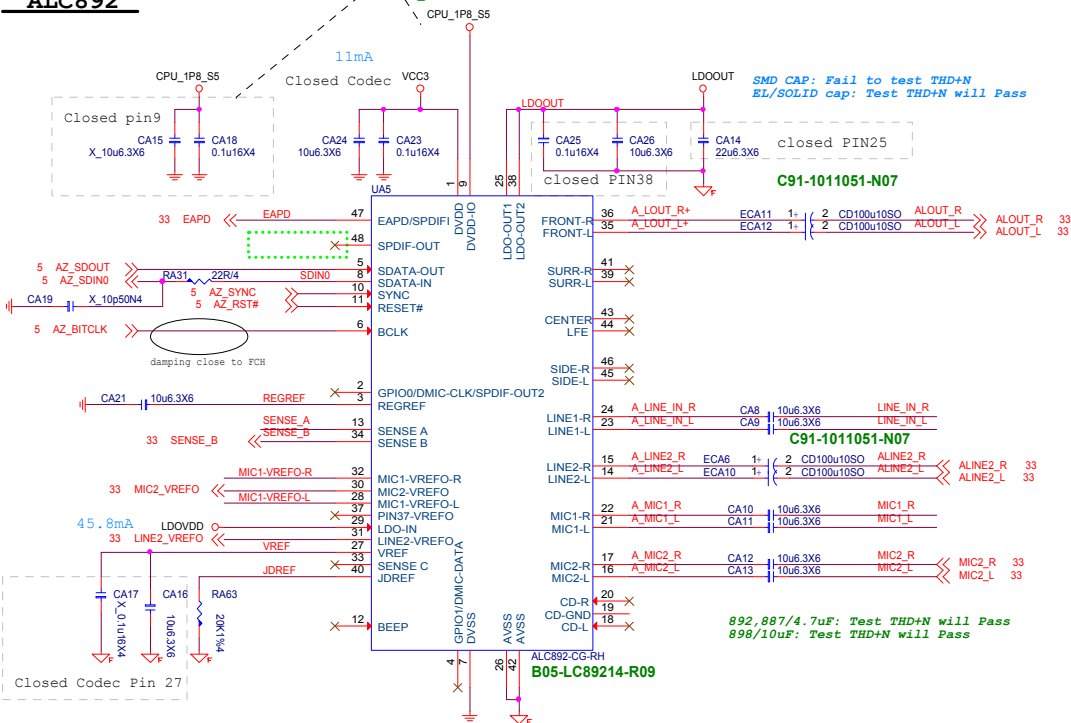 ALC892
CPU_1P8_S5
11mA
Closed Codec
VCC3
CPU_1P8_S5
LDOOUT
SMD CAP: Fail to test THD+N
EL/SOLID cap: Test THD+N will Pass
Closed pin9
CA15
X_10u6.3X6
CA18
0.1u16X4
CA24
10u6.3X6
CA23
0.1u16X4
LDOOUT
CA25
0.1u16X4
CA26
10u6.3X6
CA14
22u6.3X6
closed PIN25
closed PIN38
C91-1011051-N07
UA5
1
9
25
38
DVDD
DVDD-IO
LDO-OUT1
LDO-OUT2
33 EAPD
EAPD
47
EAPD/SPDIFI
48
SPDIF-OUT
5 AZ_SDOUT
5
SDATA-OUT
5 AZ_SDIN0
RA31
22R/4
SDIN0
8
SDATA-IN
5 AZ_SYNC
10
SYNC
5 AZ_RST#
11
RESET#
CA19
X_10p50N4
5 AZ_BITCLK
6
BCLK
damping close to FCH
2
GPIO0/DMIC-CLK/SPDIF-OUT2
CA21
10u6.3X6
REGREF
3
REGREF
SENSE_A
13
SENSE A
33 SENSE_B
SENSE_B
34
SENSE B
MIC1-VREFO-R
32
MIC1-VREFO-R
33 MIC2_VREFO
30
MIC2-VREFO
MIC1-VREFO-L
28
MIC1-VREFO-L
37
PIN37-VREFO
45.8mA
LDOVDD
29
LDO-IN
33 LINE2_VREFO
31
LINE2-VREFO
VREF
27
VREF
33
SENSE C
JDREF
40
JDREF
CA17
X_0.1u16X4
CA16
10u6.3X6
RA63
20K1%4
Closed Codec Pin 27
12
BEEP
GPIO1/DMIC-DATA
DVSS
AVSS
AVSS
4
7
26
42
ALC892-CG-RH
B05-LC89214-R09
FRONT-R
36
A_LOUT_R+
ECA11
1+
2
CD100u10SO
ALOUT_R
ALOUT_R 33
FRONT-L
35
A_LOUT_L+
ECA12
1+
2
CD100u10SO
ALOUT_L
ALOUT_L 33
SURR-R
41
SURR-L
39
CENTER
43
LFE
44
SIDE-R
46
SIDE-L
45
LINE1-R
24
A_LINE_IN_R
CA8
10u6.3X6
LINE_IN_R
LINE1-L
23
A_LINE_IN_L
CA9
10u6.3X6
LINE_IN_L
C91-1011051-N07
LINE2-R
15
A_LINE2_R
ECA6
1+
2
CD100u10SO
ALINE2_R
ALINE2_R 33
LINE2-L
14
A_LINE2_L
ECA10
1+
2
CD100u10SO
ALINE2_L
ALINE2_L 33
MIC1-R
22
A_MIC1_R
CA10
10u6.3X6
MIC1_R
MIC1-L
21
A_MIC1_L
CA11
10u6.3X6
MIC1_L
MIC2-R
17
A_MIC2_R
CA12
10u6.3X6
MIC2_R
MIC2_R 33
MIC2-L
16
A_MIC2_L
CA13
10u6.3X6
MIC2_L
MIC2_L 33
CD-R
20
CD-GND
19
CD-L
18
892,887/4.7uF: Test THD+N will Pass
898/10uF: Test THD+N will Pass
F
F
F
F
F